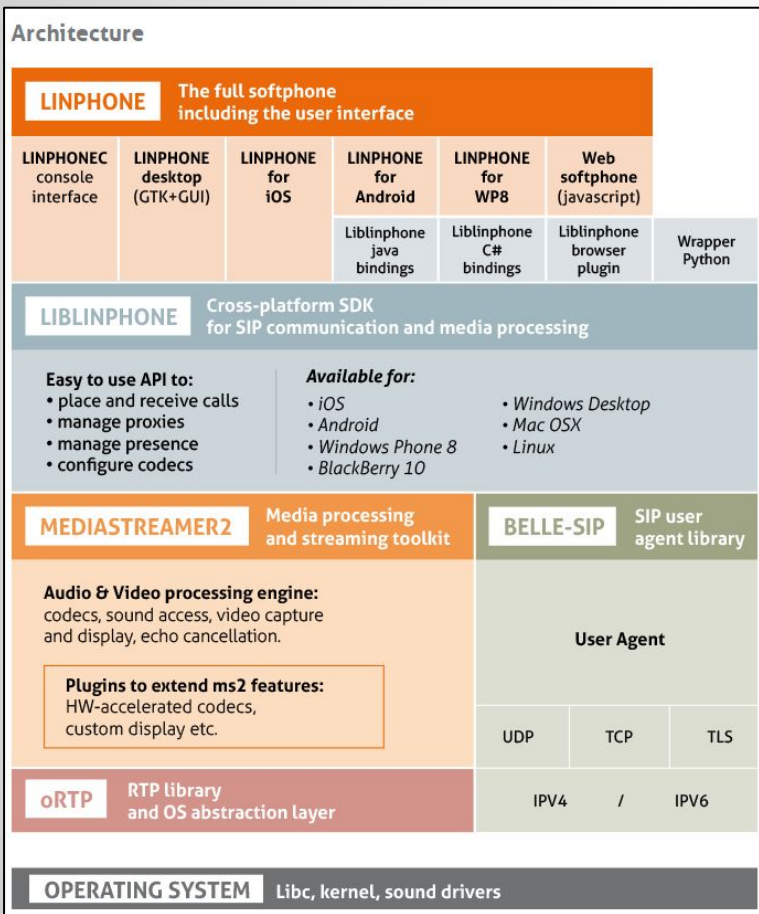 Architecture
LINPHONE
The full softphone
including the user interface
LINPHONEC
console
interface
LINPHONE
desktop
(GTK+GUI)
LINPHONE
for
iOS
LINPHONE
for
Android
LINPHONE
for
WP8
Web
softphone
(javascript)
Liblinphone
java
bindings
Liblinphone
C#
bindings
Liblinphone
browser
plugin
Wrapper
Python
LIBLINPHONE
Cross-platform SDK
for SIP communication and media processing
Easy to use API to:
• place and receive calls
• manage proxies
• manage presence
• configure codecs
Available for:
• iOS
• Android
• Windows Phone 8
• BlackBerry 10
• Windows Desktop
• Mac OSX
• Linux
MEDIASTREAMER2
Media processing
and streaming toolkit
BELLE-SIP
SIP user
agent library
Audio & Video processing engine:
codecs, sound access, video capture
and display, echo cancellation.
Plugins to extend ms2 features:
HW-accelerated codecs,
custom display etc.
User Agent
UDP
TCP
TLS
oRTP
RTP library
and OS abstraction layer
IPV4 / IPV6
OPERATING SYSTEM
Libc, kernel, sound drivers